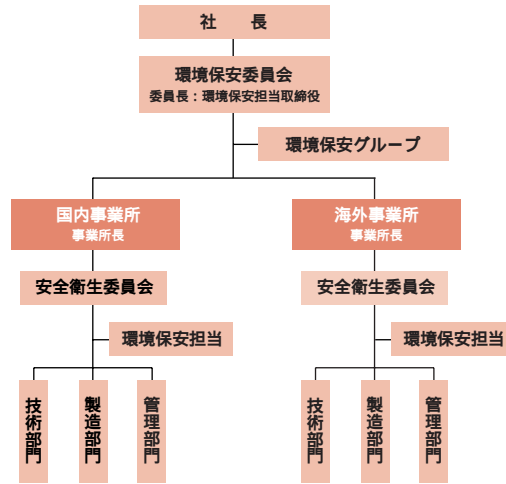 社　長
環境保安委員会
委員長：環境保安担当取締役
環境保安グループ
国内事業所
事業所長
海外事業所
事業所長
安全衛生委員会
安全衛生委員会
環境保安担当
環境保安担当
技術部門
製造部門
管理部門
技術部門
製造部門
管理部門